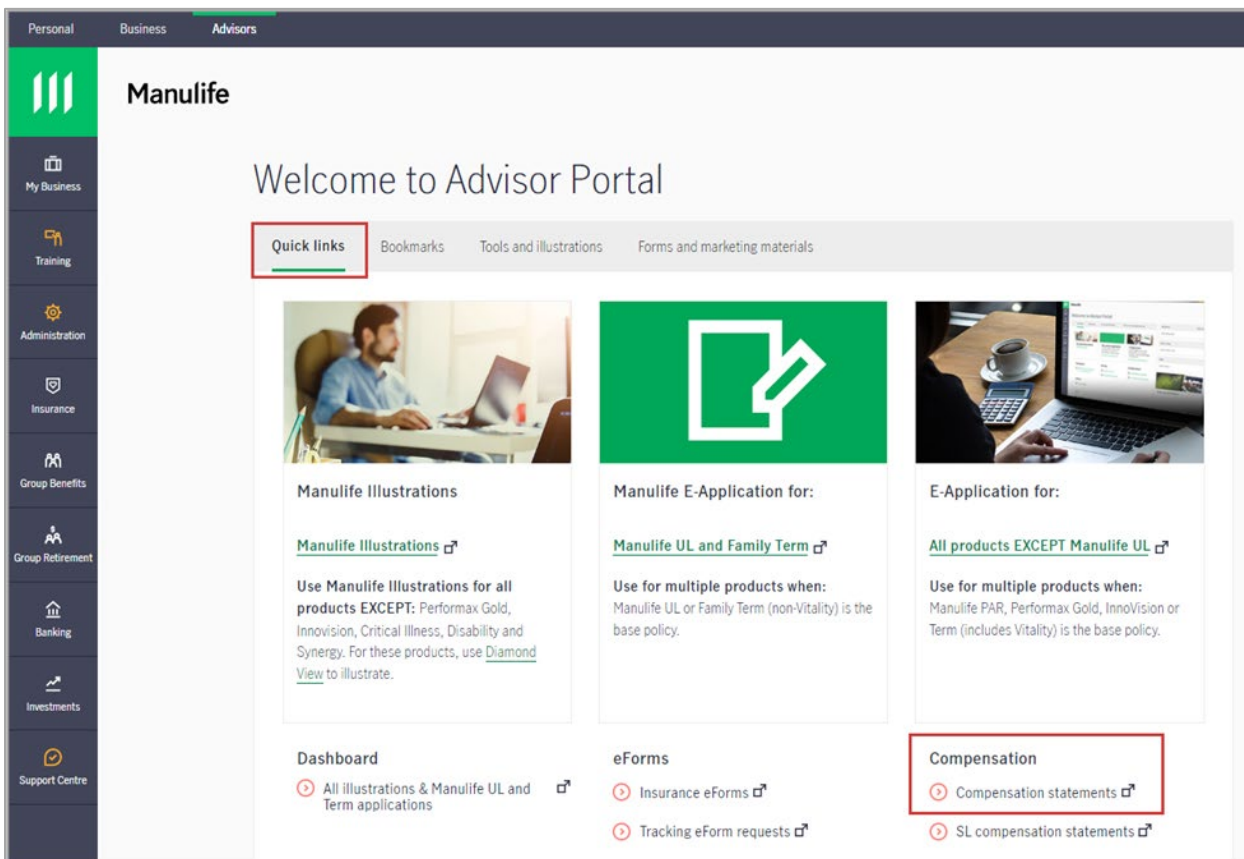 Personal Business Advisors
Manulife
My Business
Training
Administration
Insurance
Group Benefits
Group Retirement
Banking
Investments
Support Centre
Welcome to Advisor Portal
Quick links Bookmarks Tools and illustrations Forms and marketing materials
Manulife Illustrations
Manulife Illustrations
Use Manulife Illustrations for all
products EXCEPT: Performax Gold,
Innovision, Critical Illness, Disability and
Synergy. For these products, use Diamond
View to illustrate.
Manulife E-Application for:
Manulife UL and Family Term
Use for multiple products when:
Manulife UL or Family Term (non-Vitality) is the
base policy.
E-Application for:
All products EXCEPT Manulife UL
Use for multiple products when:
Manulife PAR, Performax Gold, InnoVision or
Term (includes Vitality) is the base policy.
Dashboard
All illustrations & Manulife UL and
Term applications
eForms
Insurance eForms
Tracking eForm requests
Compensation
Compensation statements
SL compensation statements